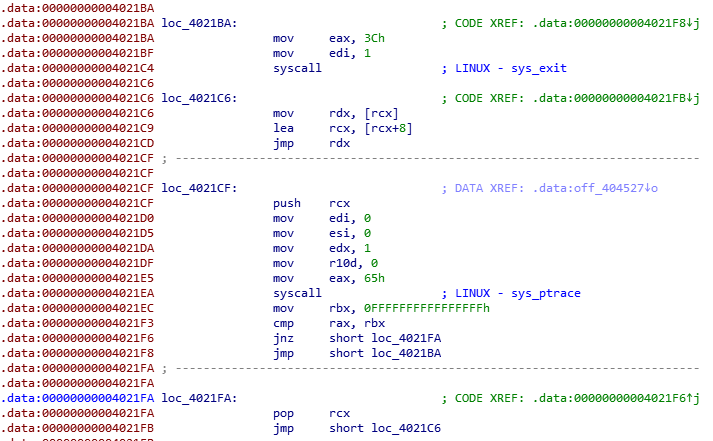 .data:00000000004021BA
.data:00000000004021BA loc_4021BA: ; CODE XREF: .data:00000000004021F8↓j
.data:00000000004021BA mov eax, 3Ch
.data:00000000004021BF mov edi, 1
.data:00000000004021C4 syscall ; LINUX - sys_exit
.data:00000000004021C6
.data:00000000004021C6 loc_4021C6: ; CODE XREF: .data:00000000004021FB↓j
.data:00000000004021C6 mov rdx, [rcx]
.data:00000000004021C9 lea rcx, [rcx+8]
.data:00000000004021CD jmp rdx
.data:00000000004021CF ; ---------------------------------------------------------------------------
.data:00000000004021CF
.data:00000000004021CF loc_4021CF: ; DATA XREF: .data:off_404527↓o
.data:00000000004021CF push rcx
.data:00000000004021D0 mov edi, 0
.data:00000000004021D5 mov esi, 0
.data:00000000004021DA mov edx, 1
.data:00000000004021DF mov r10d, 0
.data:00000000004021E5 mov eax, 65h
.data:00000000004021EA syscall ; LINUX - sys_ptrace
.data:00000000004021EC mov rbx, 0FFFFFFFFFFFFFFFFh
.data:00000000004021F3 cmp rax, rbx
.data:00000000004021F6 jnz short loc_4021FA
.data:00000000004021F8 jmp short loc_4021BA
.data:00000000004021FA ; ---------------------------------------------------------------------------
.data:00000000004021FA
.data:00000000004021FA loc_4021FA: ; CODE XREF: .data:00000000004021F6↑j
.data:00000000004021FA pop rcx
.data:00000000004021FB jmp short loc_4021C6